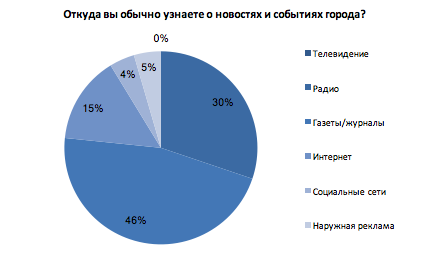 Откуда вы обычно узнаете о новостях и событиях города?
0%
5%
4%
30%
15%
46%
Телевидение
Радио
Газеты/журналы
Интернет
Социальные сети
Наружная реклама